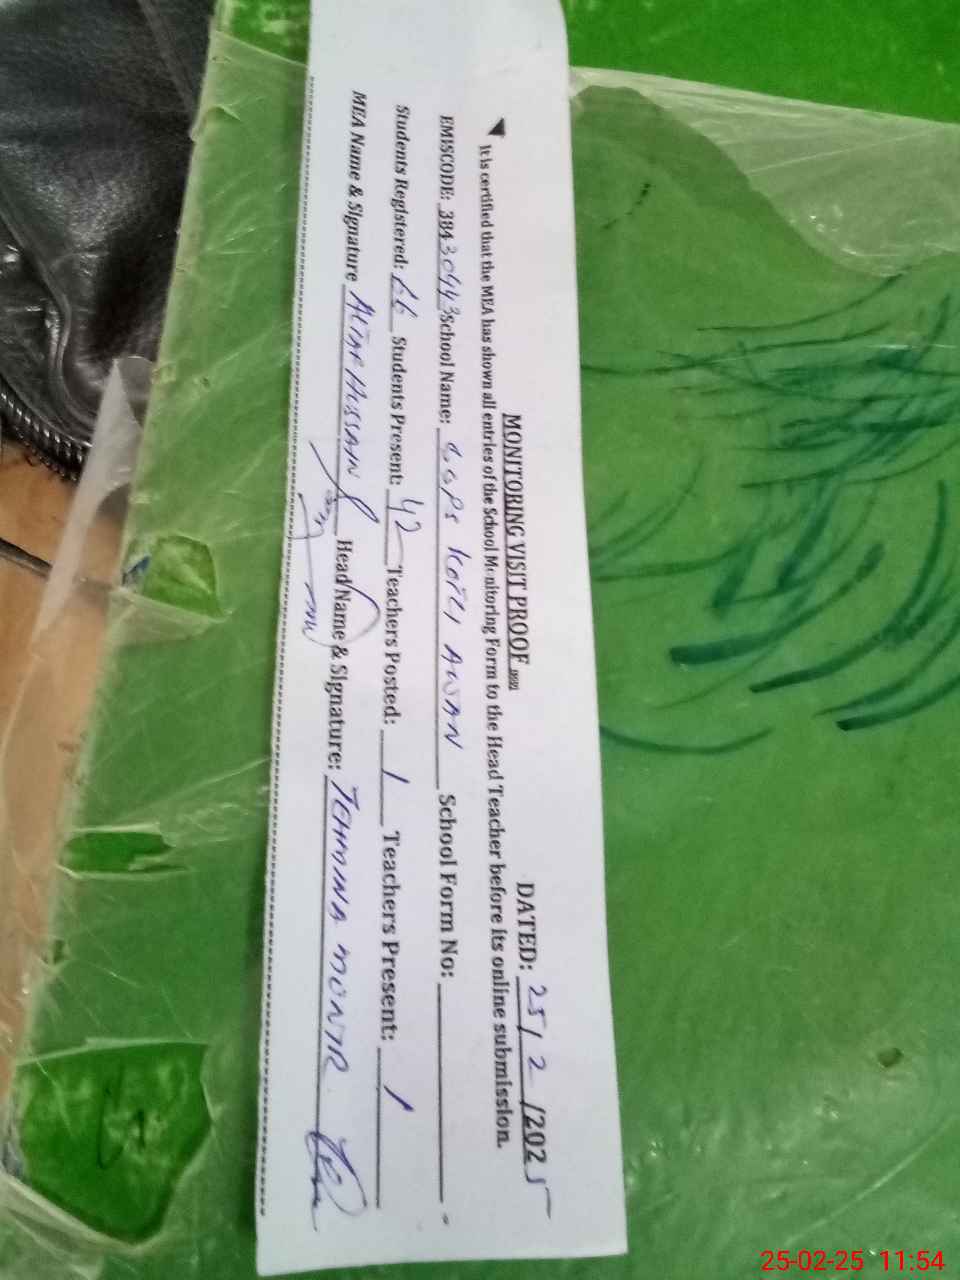 MONITORING VISIT PROOF DATED: 25/2/2025
It is certified that the MEA has shown all entries of the School Monitoring Form to the Head Teacher before its online submission.
EMISCODE: 38430443 School Name: GGPS KOTLI AWAN School Form No:
Students Registered: 66 Students Present: 42 Teachers Posted: 1 Teachers Present: 1
MEA Name & Signature ALTAF HUSSAIN Head Name & Signature: TEHMINA
25-02-25 11:54